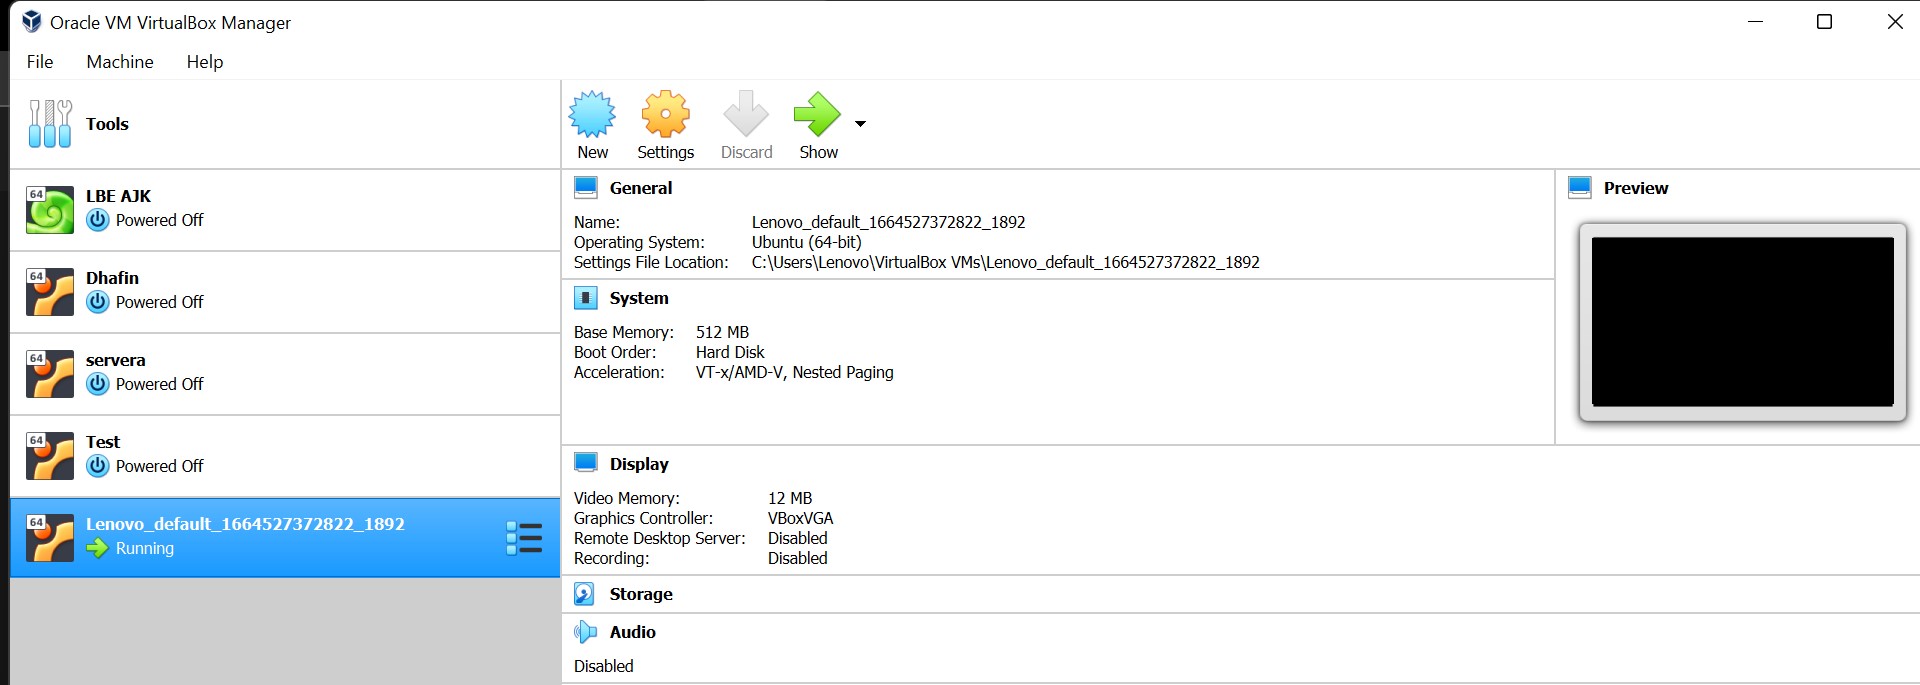 Oracle VM VirtualBox Manager
File Machine Help
Tools
64
LBE AJK
Powered Off
64
Dhafin
Powered Off
64
servera
Powered Off
64
Test
Powered Off
64
Lenovo_default_1664527372822_1892
Running
New Settings Discard Show
General
Name: Lenovo_default_1664527372822_1892
Operating System: Ubuntu (64-bit)
Settings File Location: C:\Users\Lenovo\VirtualBox VMs\Lenovo_default_1664527372822_1892
System
Base Memory: 512 MB
Boot Order: Hard Disk
Acceleration: VT-x/AMD-V, Nested Paging
Preview
Display
Video Memory: 12 MB
Graphics Controller: VBoxVGA
Remote Desktop Server: Disabled
Recording: Disabled
Storage
Audio
Disabled